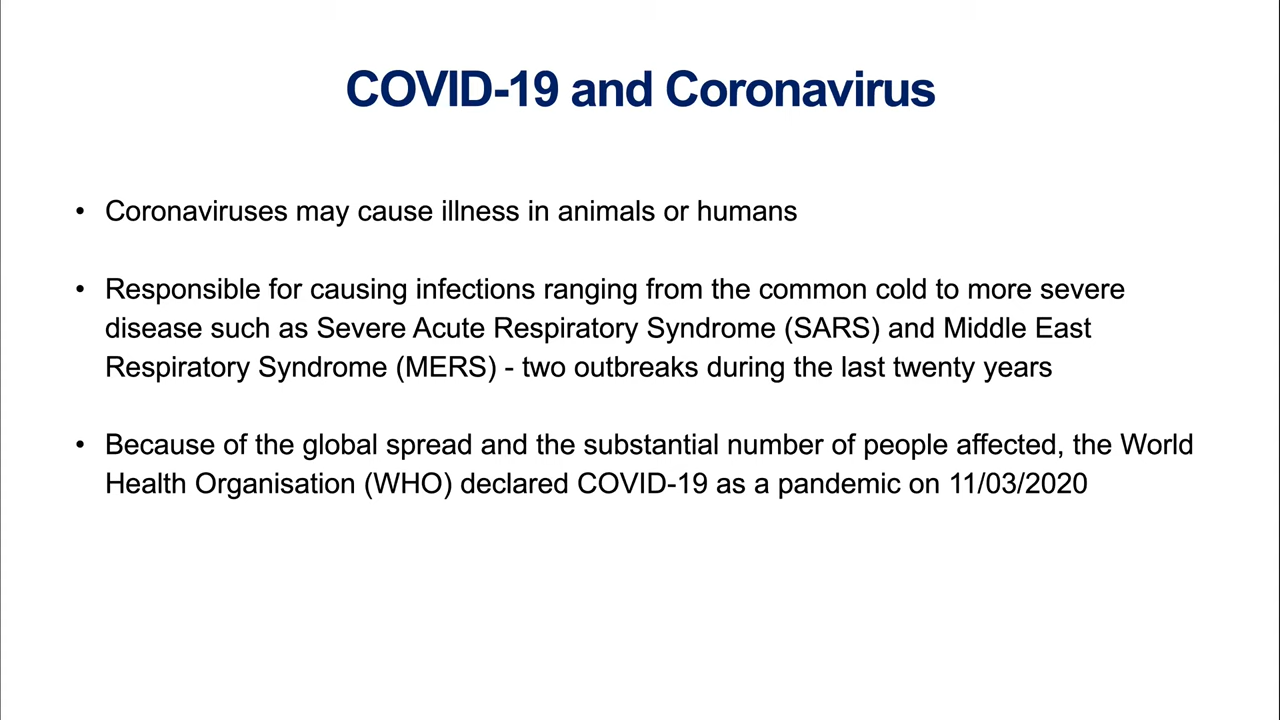 COVID-19 and Coronavirus
• Coronaviruses may cause illness in animals or humans
• Responsible for causing infections ranging from the common cold to more severe
disease such as Severe Acute Respiratory Syndrome (SARS) and Middle East
Respiratory Syndrome (MERS) - two outbreaks during the last twenty years
• Because of the global spread and the substantial number of people affected, the World
Health Organisation (WHO) declared COVID-19 as a pandemic on 11/03/2020